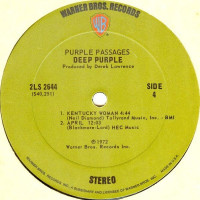 WARNER BROS. RECORDS
PURPLE PASSAGES
DEEP PURPLE
Produced by Derek Lawrence
2LS 2644
(S40,291)
SIDE
4
1. KENTUCKY WOMAN 4:44
(Neil Diamond) Tallyrand Music, Inc.- BMI
2. APRIL 12:03
(Blackmore-Lord) HEC Music
℗1972
Warner Bros. Records Inc.
STEREO